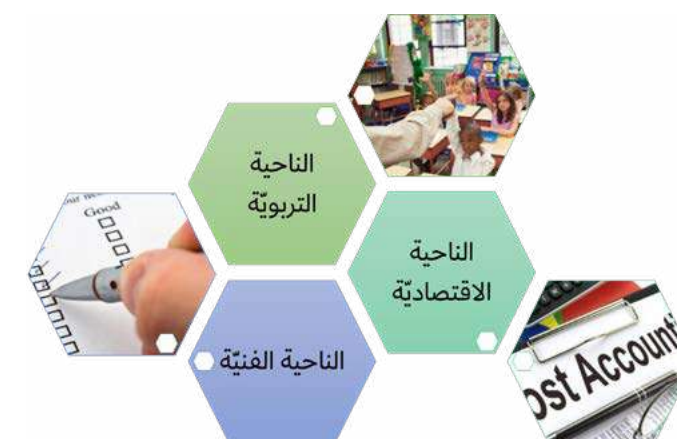 الناحية
التربويّة
الناحية
الاقتصاديّة
الناحية الفنيّة
Good
ost Account